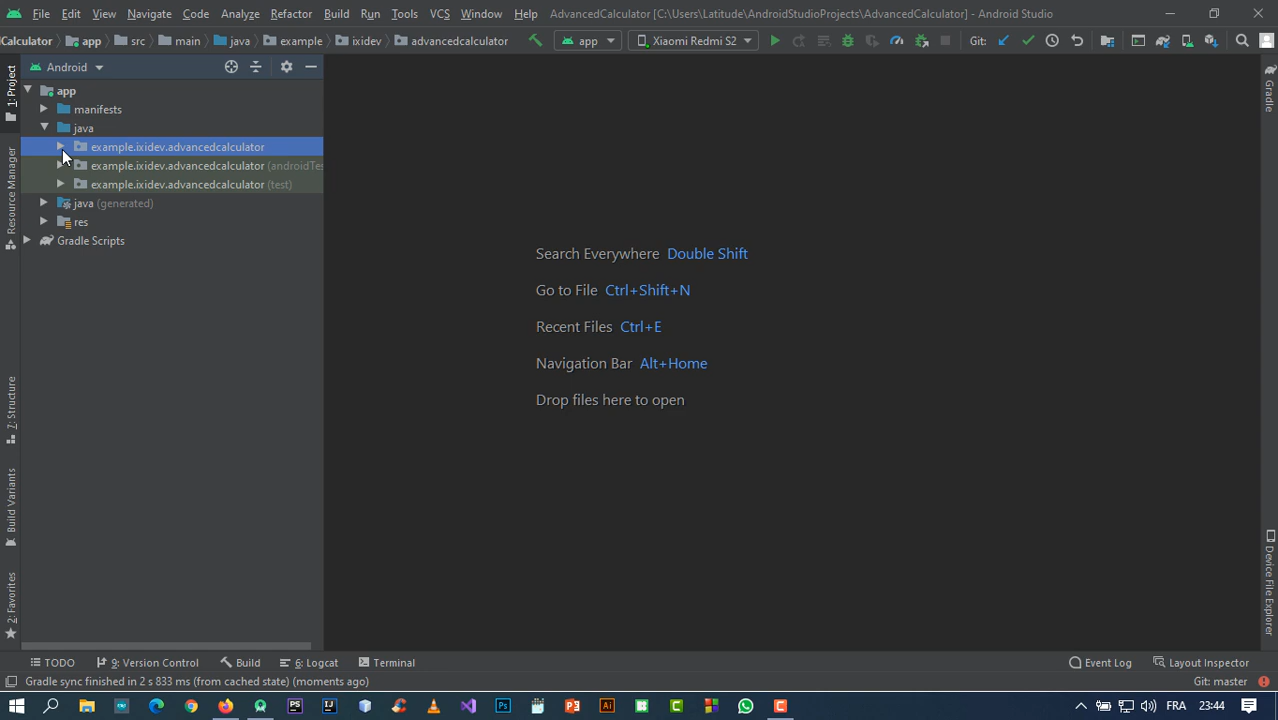 File Edit View Navigate Code Analyze Refactor Build Run Tools VCS Window Help AdvancedCalculator [C:\Users\Latitude\AndroidStudioProjects\AdvancedCalculator] - Android Studio
Calculator app src main java example ixidev advancedcalculator app Xiaomi Redmi S2 Git:
Android
app
manifests
java
example.ixidev.advancedcalculator
example.ixidev.advancedcalculator (androidTes
example.ixidev.advancedcalculator (test)
java (generated)
res
Gradle Scripts
1: Project
Resource Manager
Z: Structure
Build Variants
2: Favorites
Search Everywhere Double Shift
Go to File Ctrl+Shift+N
Recent Files Ctrl+E
Navigation Bar Alt+Home
Drop files here to open
Gradle
Device File Explorer
TODO 9: Version Control Build 6: Logcat Terminal Event Log Layout Inspector
Gradle sync finished in 2 s 833 ms (from cached state) (moments ago) Git: master
FRA 23:44